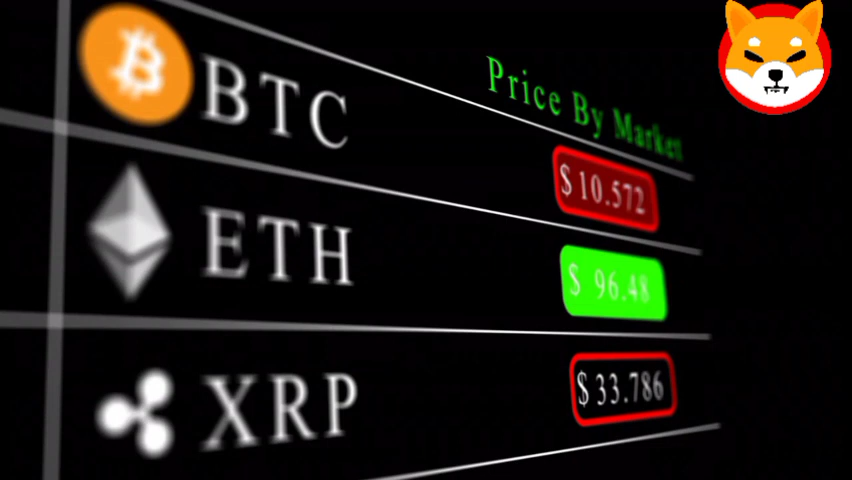 Price By Market
BTC
$ 10.572
ETH
$ 96.48
XRP
$ 33.786